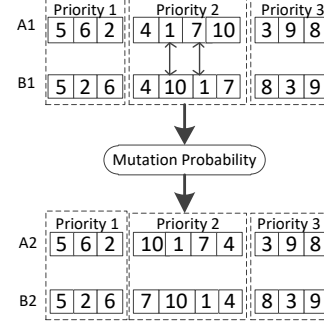 Priority 1 Priority 2 Priority 3
A1 5 6 2 4 1 7 10 3 9 8
B1 5 2 6 4 10 1 7 8 3 9
Mutation Probability
Priority 1 Priority 2 Priority 3
A2 5 6 2 10 1 7 4 3 9 8
B2 5 2 6 7 10 1 4 8 3 9